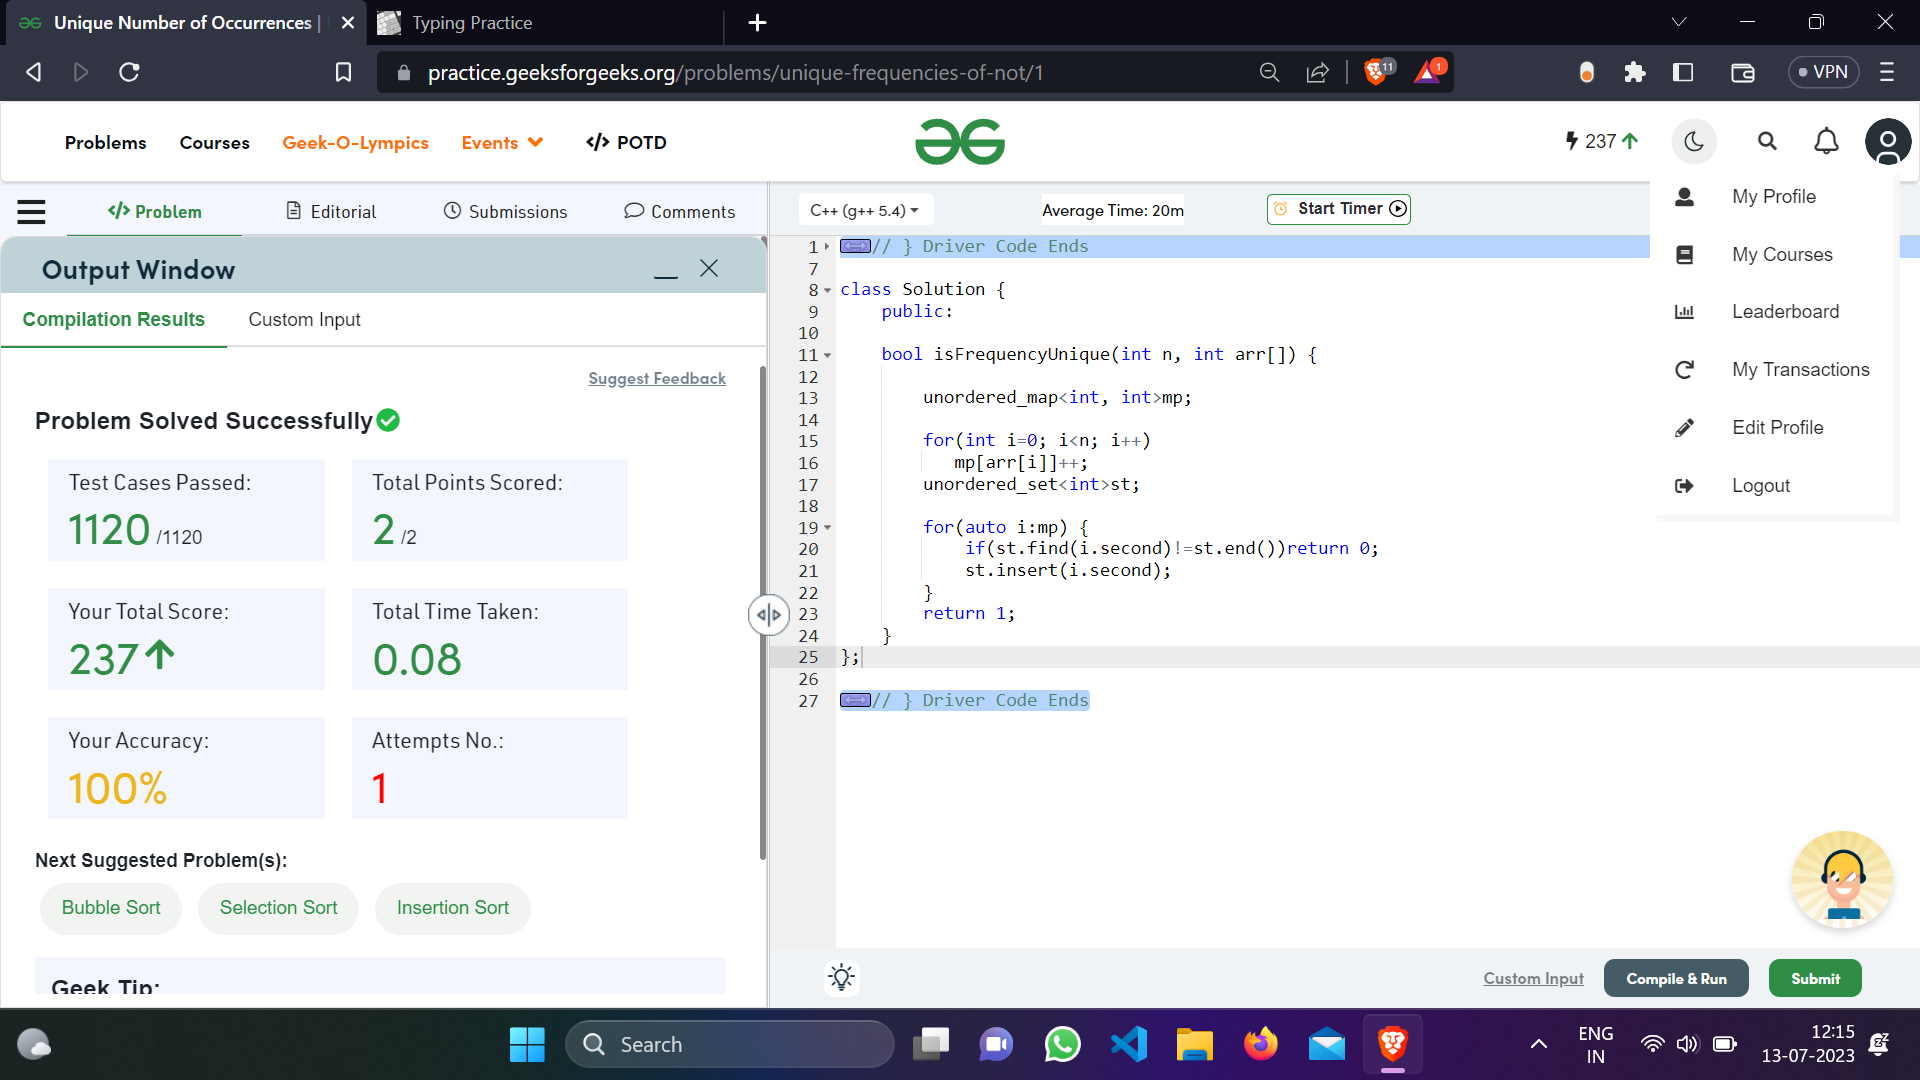 Unique Number of Occurrences |
Typing Practice
practice.geeksforgeeks.org/problems/unique-frequencies-of-not/1
11
1
VPN
Problems
Courses
Geek-O-Lympics
Events
</> POTD
237
</> Problem
Editorial
Submissions
Comments
C++ (g++ 5.4)
Average Time: 20m
Start Timer
My Profile
My Courses
Leaderboard
My Transactions
Edit Profile
Logout
Output Window
Compilation Results
Custom Input
Suggest Feedback
Problem Solved Successfully
Test Cases Passed:
1120 /1120
Total Points Scored:
2 /2
Your Total Score:
237
Total Time Taken:
0.08
Your Accuracy:
100%
Attempts No.:
1
Next Suggested Problem(s):
Bubble Sort
Selection Sort
Insertion Sort
Geek Tip:
1 // } Driver Code Ends
7
8 class Solution {
9 public:
10
11 bool isFrequencyUnique(int n, int arr[]) {
12
13 unordered_map<int, int>mp;
14
15 for(int i=0; i<n; i++)
16 mp[arr[i]]++;
17 unordered_set<int>st;
18
19 for(auto i:mp) {
20 if(st.find(i.second)!=st.end())return 0;
21 st.insert(i.second);
22 }
23 return 1;
24 }
25 };
26
27 // } Driver Code Ends
Custom Input
Compile & Run
Submit
Search
ENG
IN
12:15
13-07-2023